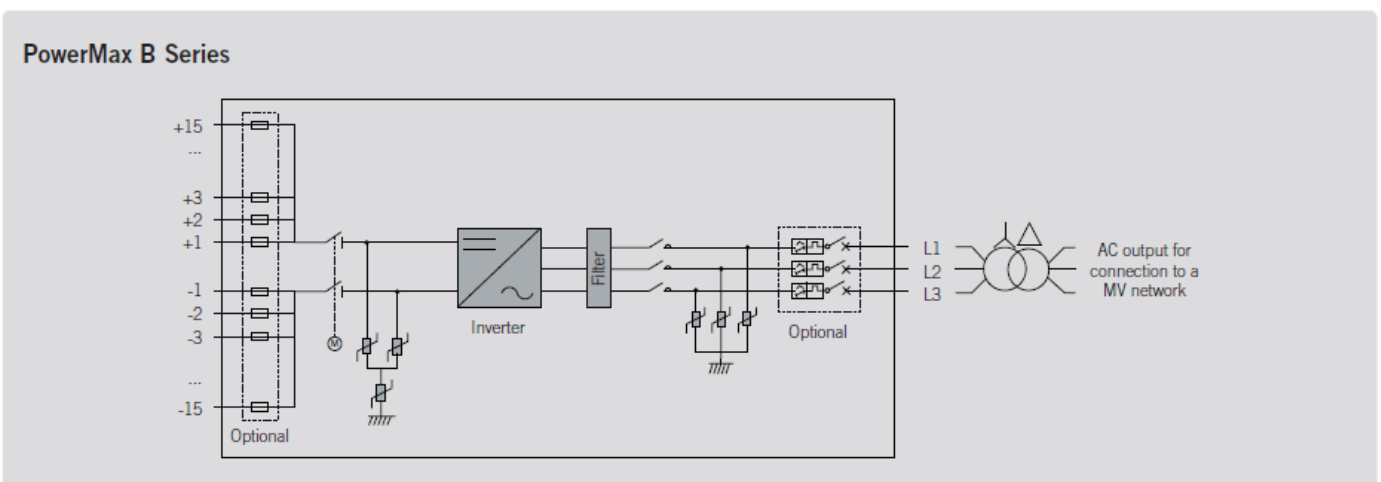 PowerMax B Series
+15
...
+3
+2
+1
-1
-2
-3
...
-15
Optional
M
Inverter
Filter
Optional
L1
L2
L3
AC output for
connection to a
MV network